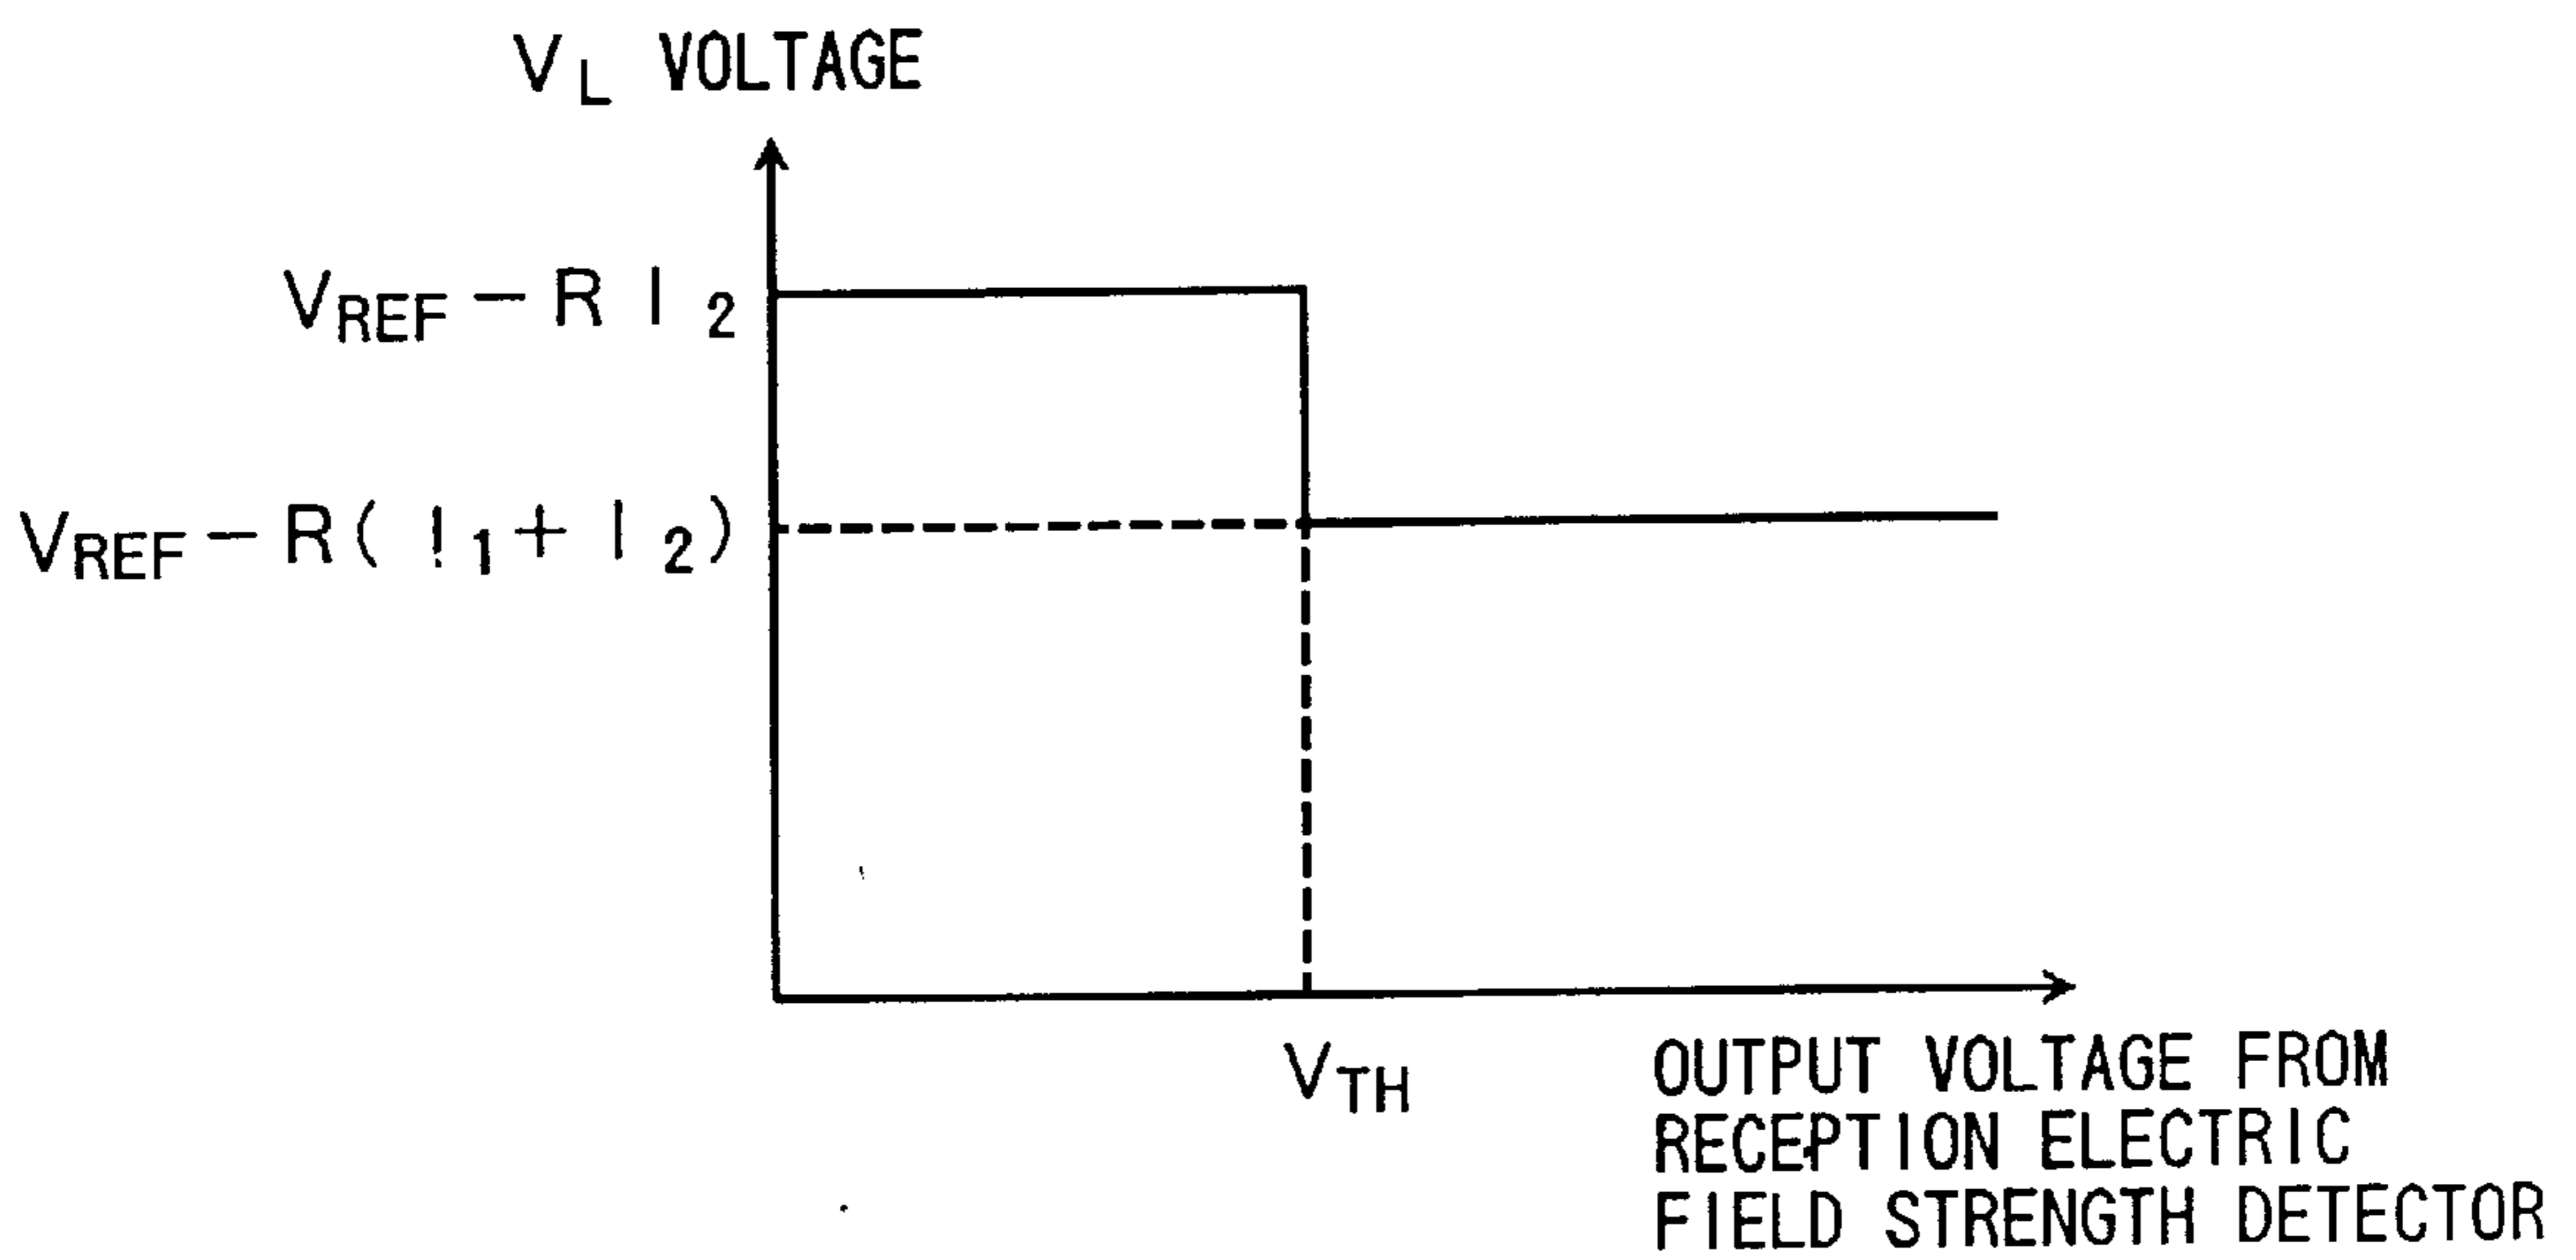 V_L VOLTAGE
V_REF − R I_2
V_REF − R( I_1 + I_2)
V_TH
OUTPUT VOLTAGE FROM
RECEPTION ELECTRIC
FIELD STRENGTH DETECTOR